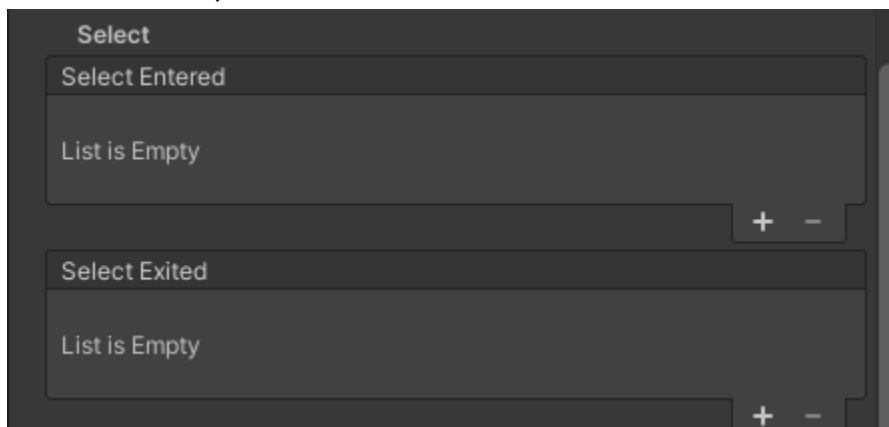 Select
Select Entered
List is Empty
+ -
Select Exited
List is Empty
+ -